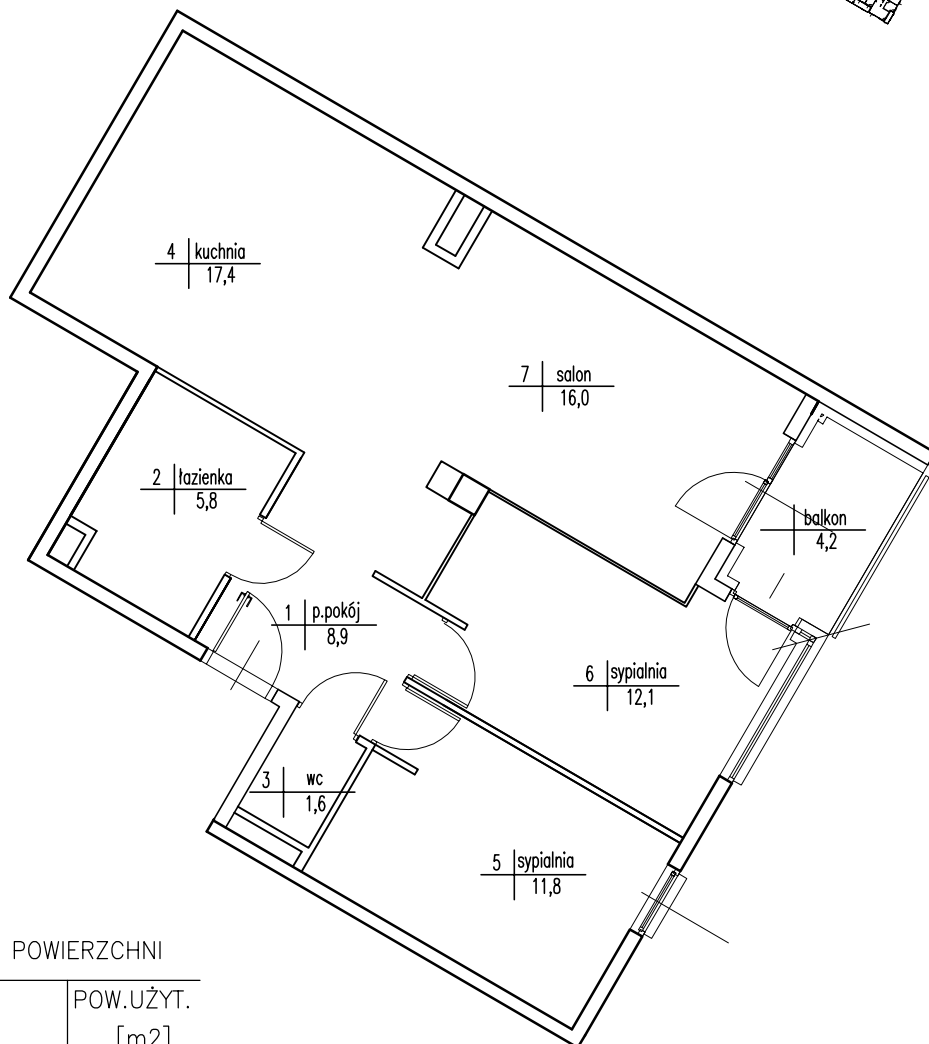 4 kuchnia
17,4
7 salon
16,0
2 łazienka
5,8
balkon
4,2
1 p.pokój
8,9
6 sypialnia
12,1
3 wc
1,6
5 sypialnia
11,8
POWIERZCHNI
POW.UŻYT.
[m2]